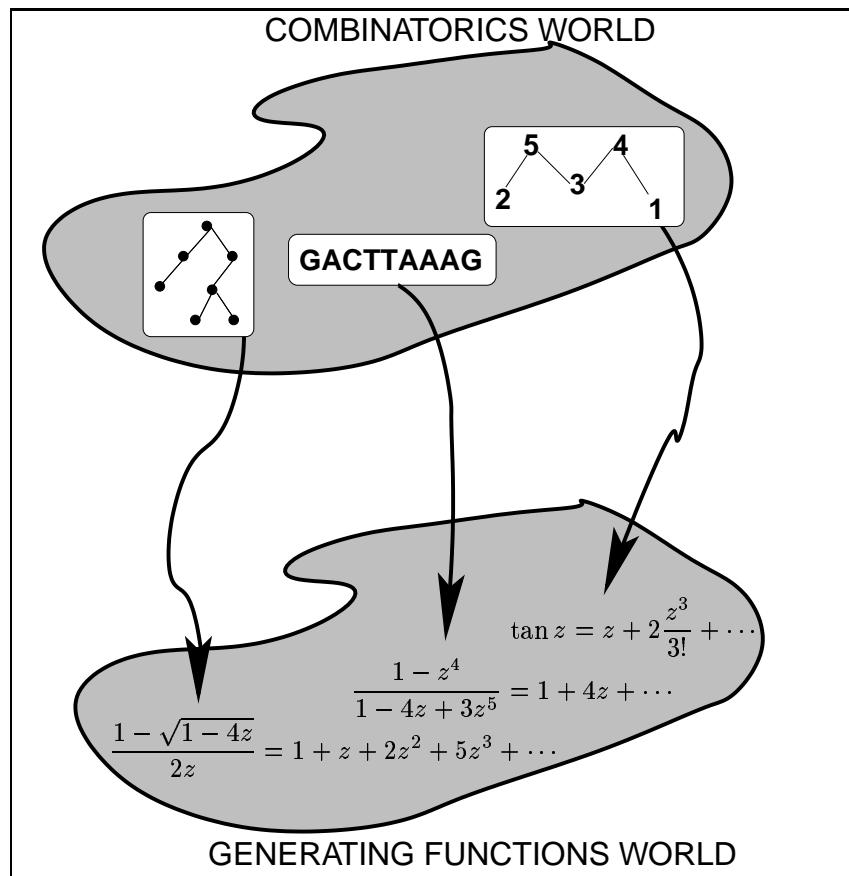 COMBINATORICS WORLD
5 4
3
2 1
GACTTAAAG
tan z = z + 2 z^3/3! + ⋯
(1 − z^4)/(1 − 4z + 3z^5) = 1 + 4z + ⋯
(1 − √(1 − 4z))/(2z) = 1 + z + 2z^2 + 5z^3 + ⋯
GENERATING FUNCTIONS WORLD